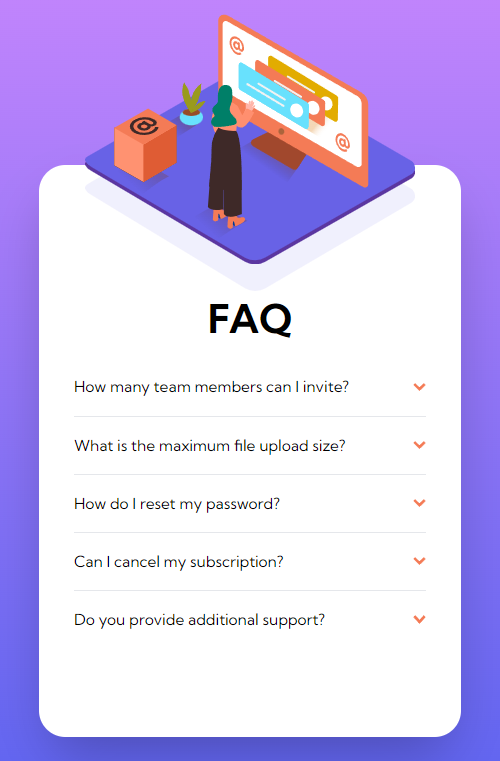 @
@
@
FAQ
How many team members can I invite?
What is the maximum file upload size?
How do I reset my password?
Can I cancel my subscription?
Do you provide additional support?